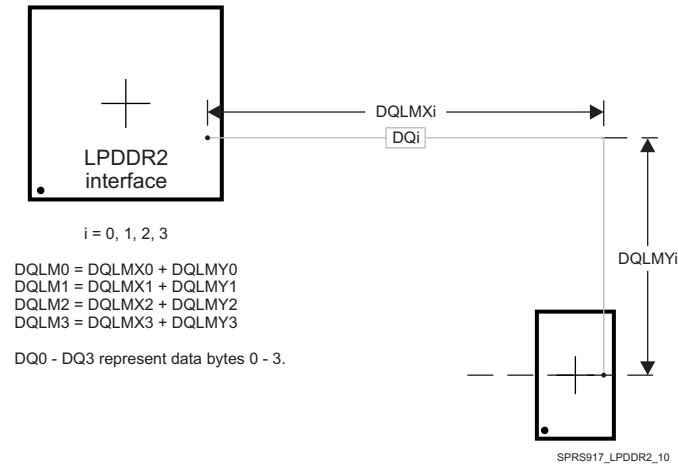 DQLMXi
DQi
LPDDR2
interface
i = 0, 1, 2, 3
DQLMYi
DQLM0 = DQLMX0 + DQLMY0
DQLM1 = DQLMX1 + DQLMY1
DQLM2 = DQLMX2 + DQLMY2
DQLM3 = DQLMX3 + DQLMY3
DQ0 - DQ3 represent data bytes 0 - 3.
SPRS917_LPDDR2_10